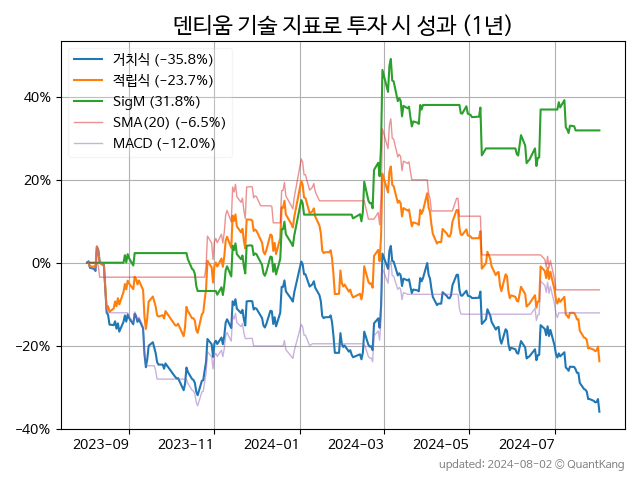 덴티움 기술 지표로 투자 시 성과 (1년)
거치식 (−35.8%)
적립식 (−23.7%)
SigM (31.8%)
SMA(20) (−6.5%)
MACD (−12.0%)
40%
20%
0%
−20%
−40%
2023−09 2023−11 2024−01 2024−03 2024−05 2024−07
updated: 2024−08−02 © QuantKang